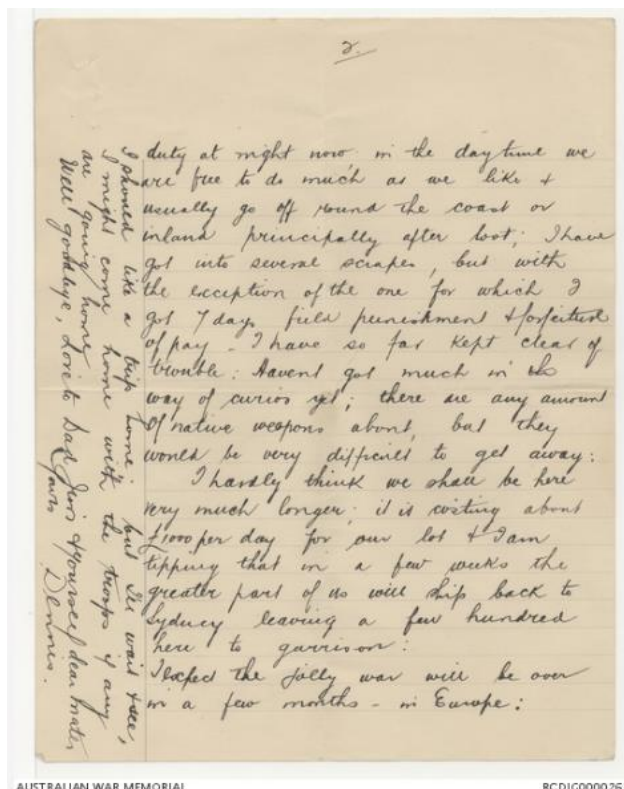 2.
duty at night now, in the daytime we
are free to do much as we like &
usually go off round the coast or
inland principally after loot; I have
got into several scrapes, but with
the exception of the one for which I
got 7 days field punishment & forfeiture
of pay - I have so far kept clear of
trouble: Havent got much in the
way of curios yet; there are any amount
of native weapons about, but they
would be very difficult to get away:
I hardly think we shall be here
very much longer; it is costing about
£1000 per day for our lot & I am
tipping that in a few weeks the
greater part of us will ship back to
Sydney leaving a few hundred
here to garrison:
I expect the jolly war will be over
in a few months - in Europe:
I should like a trip home: but I'll wait & see,
I might come home with the troops if any
are going home
Well goodbye, Love to Dad, & yourself dear Mater
Yours Dennis.
AUSTRALIAN WAR MEMORIAL
RCDIG000026